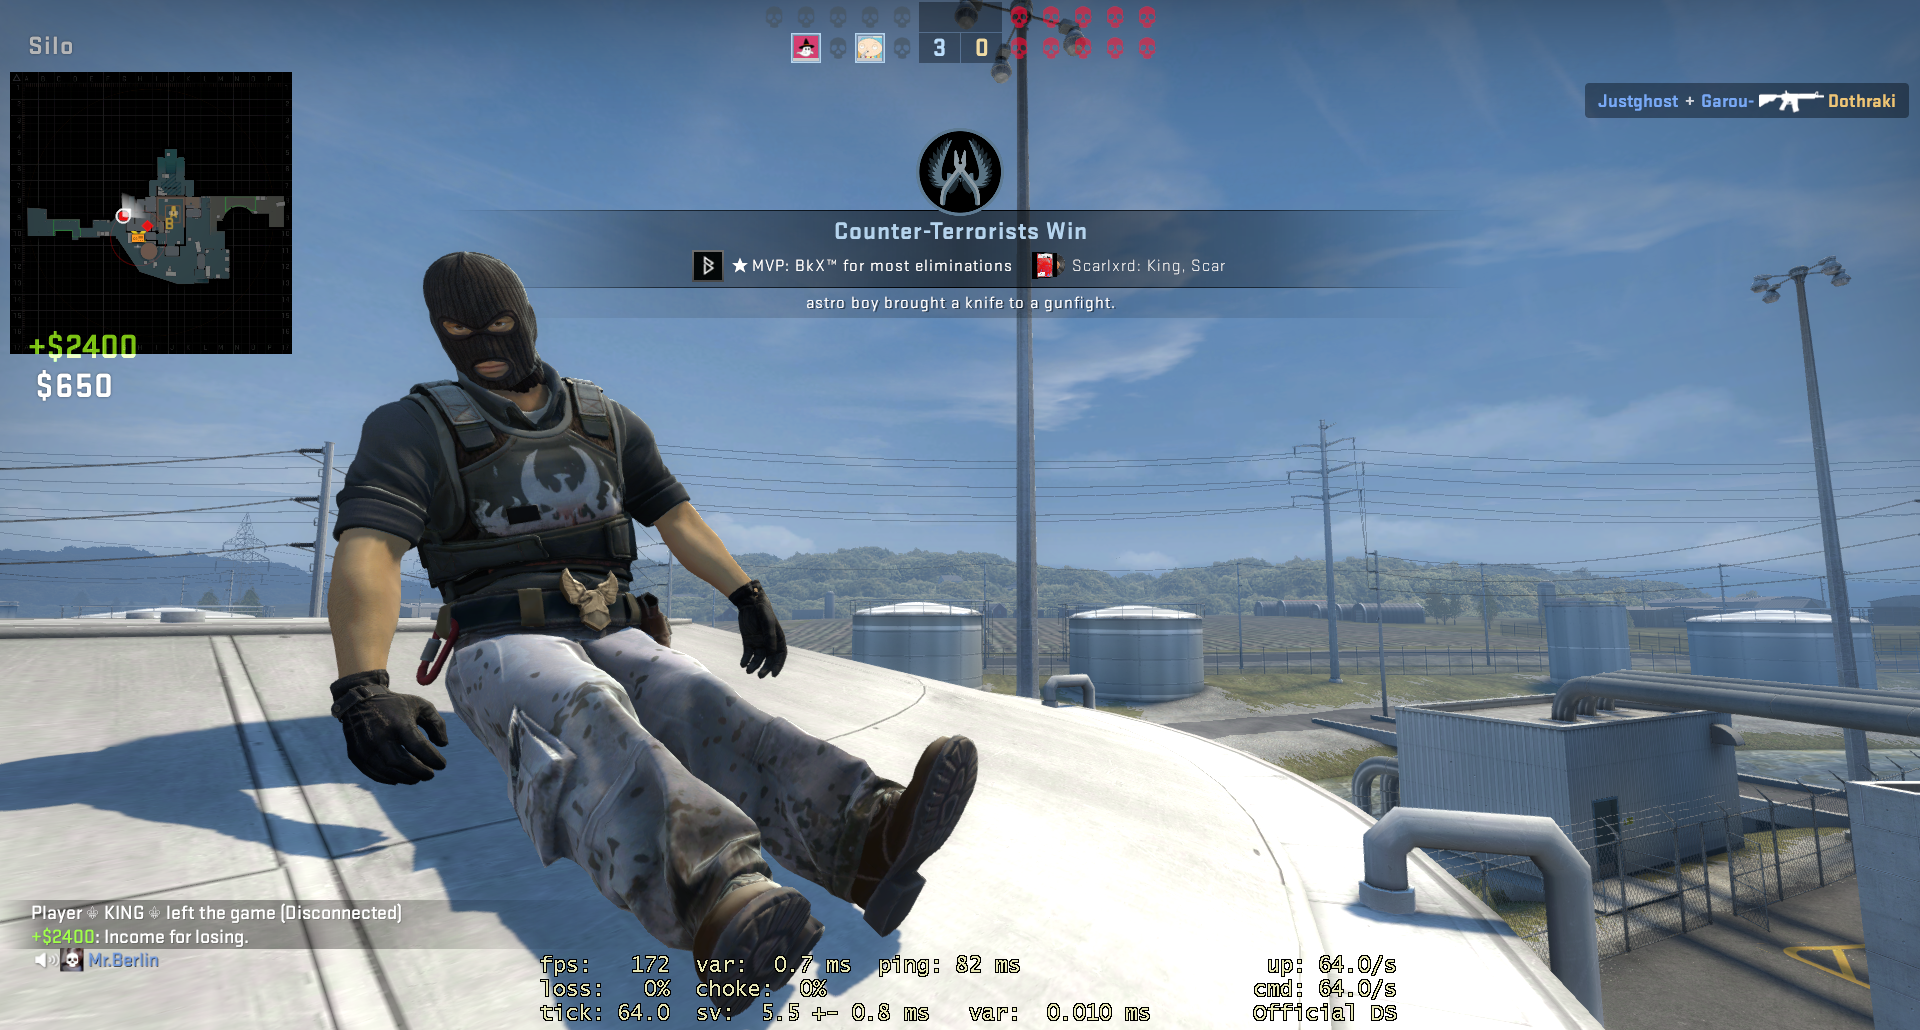 Silo
3 0
Justghost + Garou- Dothraki
Counter-Terrorists Win
★ MVP: BkX™ for most eliminations Scarlxrd: King, Scar
astro boy brought a knife to a gunfight.
+$2400
$650
Player KING left the game (Disconnected)
+$2400: Income for losing.
Mr.Berlin
fps: 172 var: 0.7 ms ping: 82 ms up: 64.0/s
loss: 0% choke: 0% cmd: 64.0/s
tick: 64.0 sv: 5.5 +- 0.8 ms var: 0.010 ms Official DS